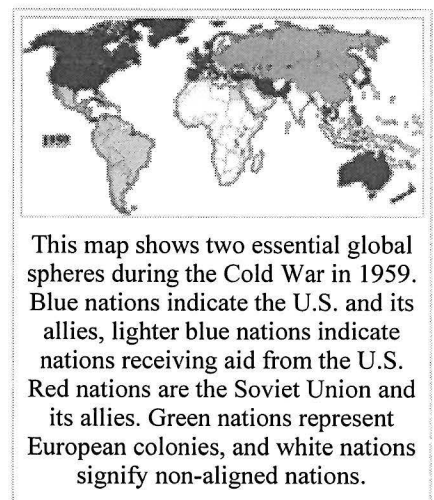 1959
This map shows two essential global
spheres during the Cold War in 1959.
Blue nations indicate the U.S. and its
allies, lighter blue nations indicate
nations receiving aid from the U.S.
Red nations are the Soviet Union and
its allies. Green nations represent
European colonies, and white nations
signify non-aligned nations.